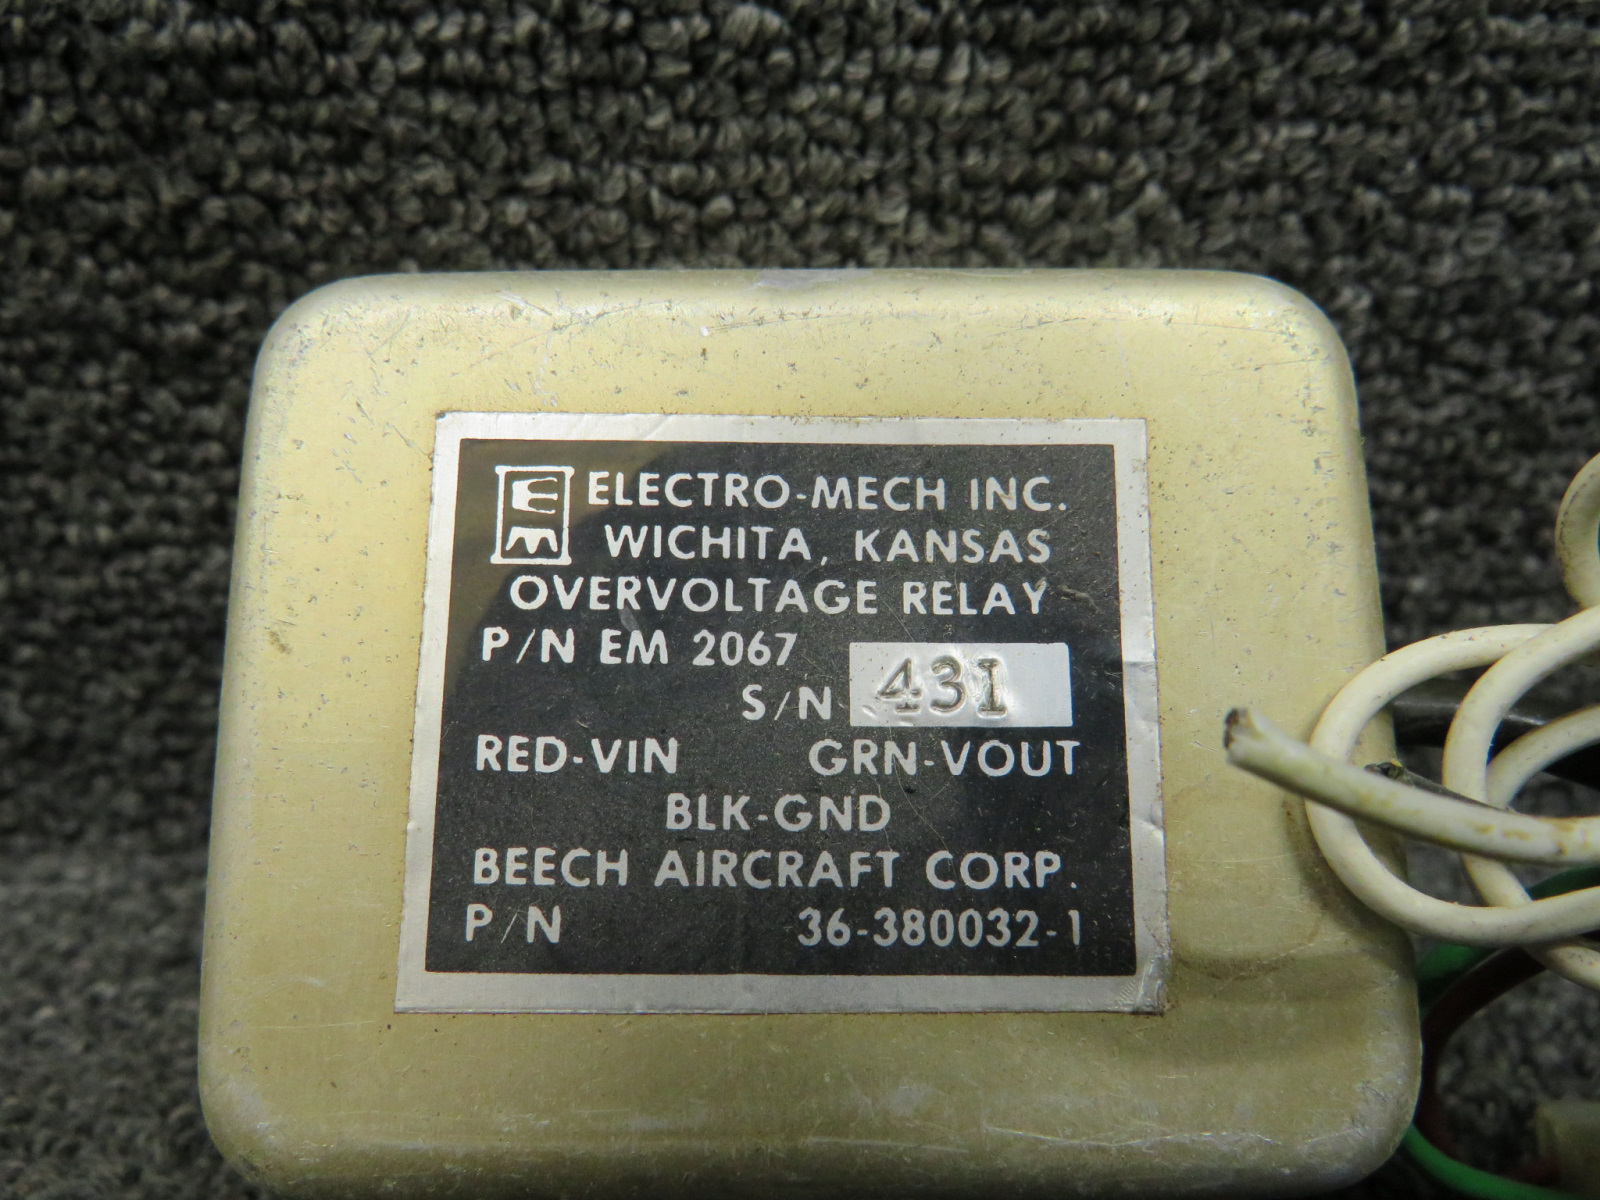 EM ELECTRO-MECH INC.
WICHITA, KANSAS
OVERVOLTAGE RELAY
P/N EM 2067
S/N 431
RED-VIN GRN-VOUT
BLK-GND
BEECH AIRCRAFT CORP.
P/N 36-380032-1